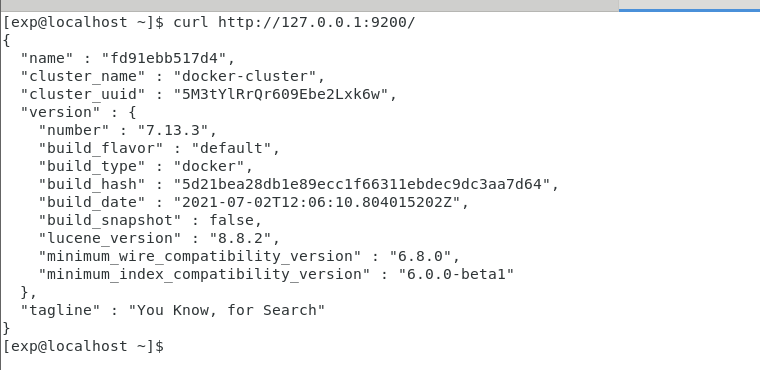 [exp@localhost ~]$ curl http://127.0.0.1:9200/
{
  "name" : "fd91ebb517d4",
  "cluster_name" : "docker-cluster",
  "cluster_uuid" : "5M3tYlRrQr609Ebe2Lxk6w",
  "version" : {
    "number" : "7.13.3",
    "build_flavor" : "default",
    "build_type" : "docker",
    "build_hash" : "5d21bea28db1e89ecc1f66311ebdec9dc3aa7d64",
    "build_date" : "2021-07-02T12:06:10.804015202Z",
    "build_snapshot" : false,
    "lucene_version" : "8.8.2",
    "minimum_wire_compatibility_version" : "6.8.0",
    "minimum_index_compatibility_version" : "6.0.0-beta1"
  },
  "tagline" : "You Know, for Search"
}
[exp@localhost ~]$